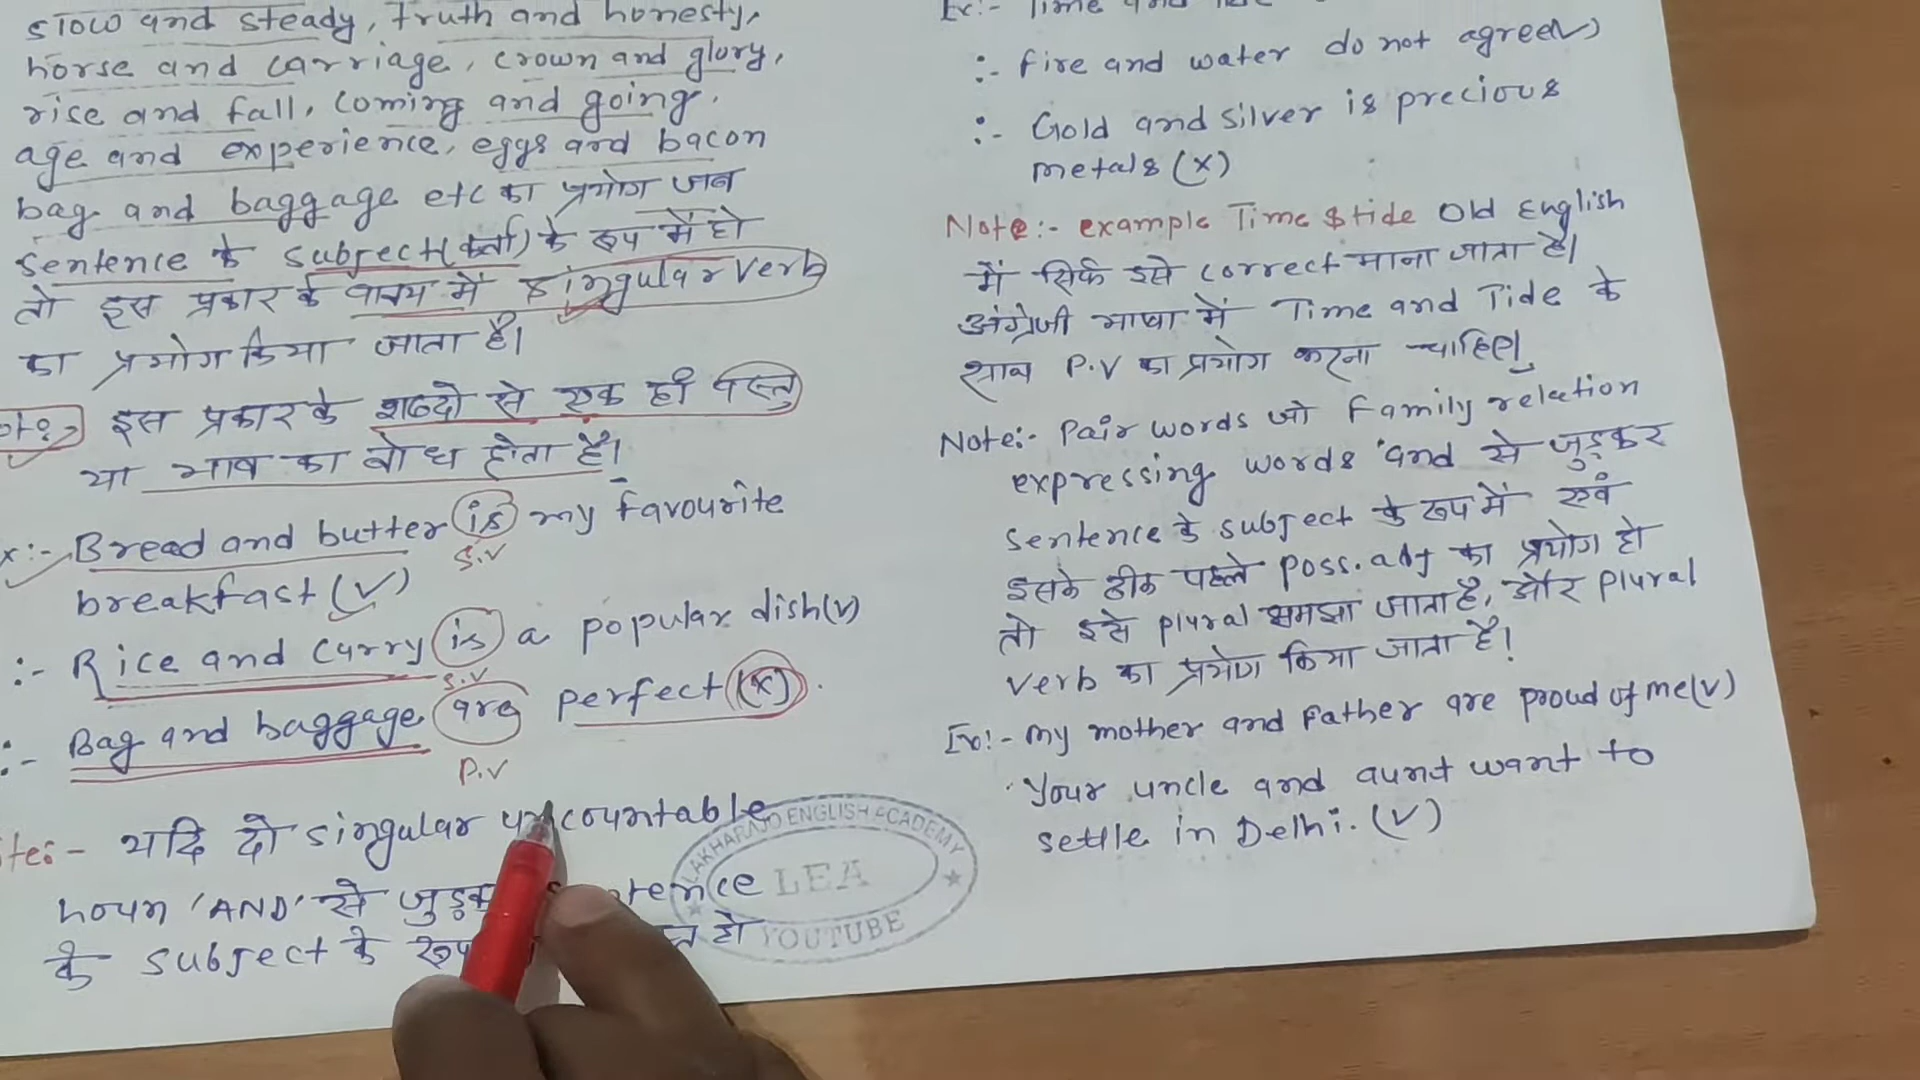 slow and steady, truth and honesty,
horse and carriage, crown and glory,
rise and fall, coming and going,
age and experience, eggs and bacon
bag and baggage etc का प्रयोग जब
sentence के subject (कर्ता) के रूप में हो
तो इस प्रकार के वाक्य में singular verb
का प्रयोग किया जाता है।
इस प्रकार के शब्दो से एक ही वस्तु
या भाव का बोध होता है।
x:- Bread and butter is my favourite
S.V
breakfast (✓)
:- Rice and curry is a popular dish (v)
S.V
:- Bag and baggage are perfect (x).
P.V
te:- यदि दो singular uncountable
noun 'AND' से
के subject के हो
Ex:- Time and
:- fire and water do not agree (v)
:- Gold and silver is precious
metals (x)
Note:- example Time & tide Old English
में सिर्फ इसे correct माना जाता है।
अंग्रेजी भाषा में Time and Tide के
साथ P.V का प्रयोग करना चाहिए।
Note:- Pair words जो family relation
expressing words 'and से जुड़कर
sentence के subject के रूप में एवं
इसके ठीक पहले poss. adj का प्रयोग हो
तो इसे plural समझा जाता है, और plural
verb का प्रयोग किया जाता है!
Ex:- my mother and Father are proud of me (v)
Your uncle and aunt want to
settle in Delhi. (v)
LAKHARAJO ENGLISH ACADEMY
LEA
YOUTUBE